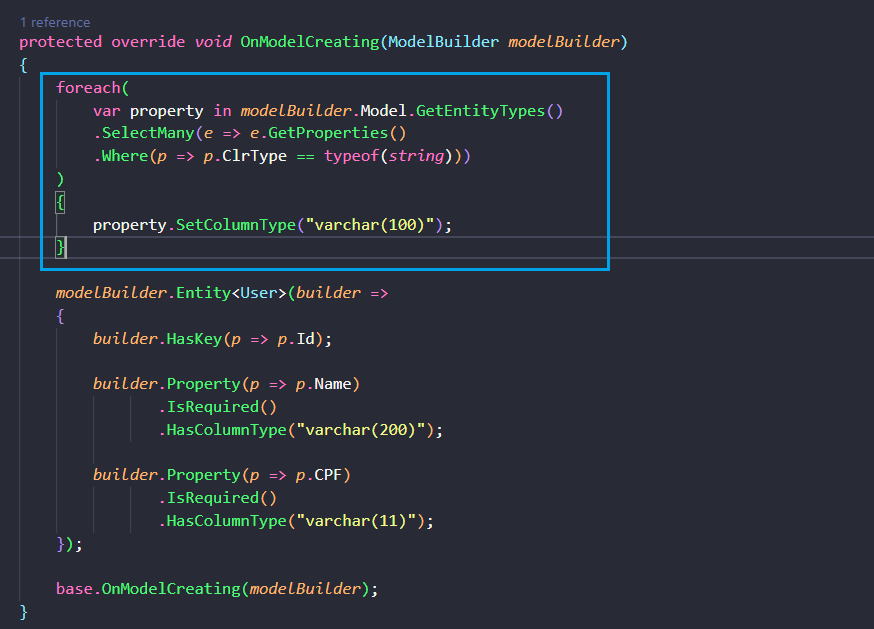 1 reference
protected override void OnModelCreating(ModelBuilder modelBuilder)
{
foreach(
var property in modelBuilder.Model.GetEntityTypes()
.SelectMany(e => e.GetProperties()
.Where(p => p.ClrType == typeof(string)))
)
{
property.SetColumnType("varchar(100)");
}
modelBuilder.Entity<User>(builder =>
{
builder.HasKey(p => p.Id);
builder.Property(p => p.Name)
.IsRequired()
.HasColumnType("varchar(200)");
builder.Property(p => p.CPF)
.IsRequired()
.HasColumnType("varchar(11)");
});
base.OnModelCreating(modelBuilder);
}